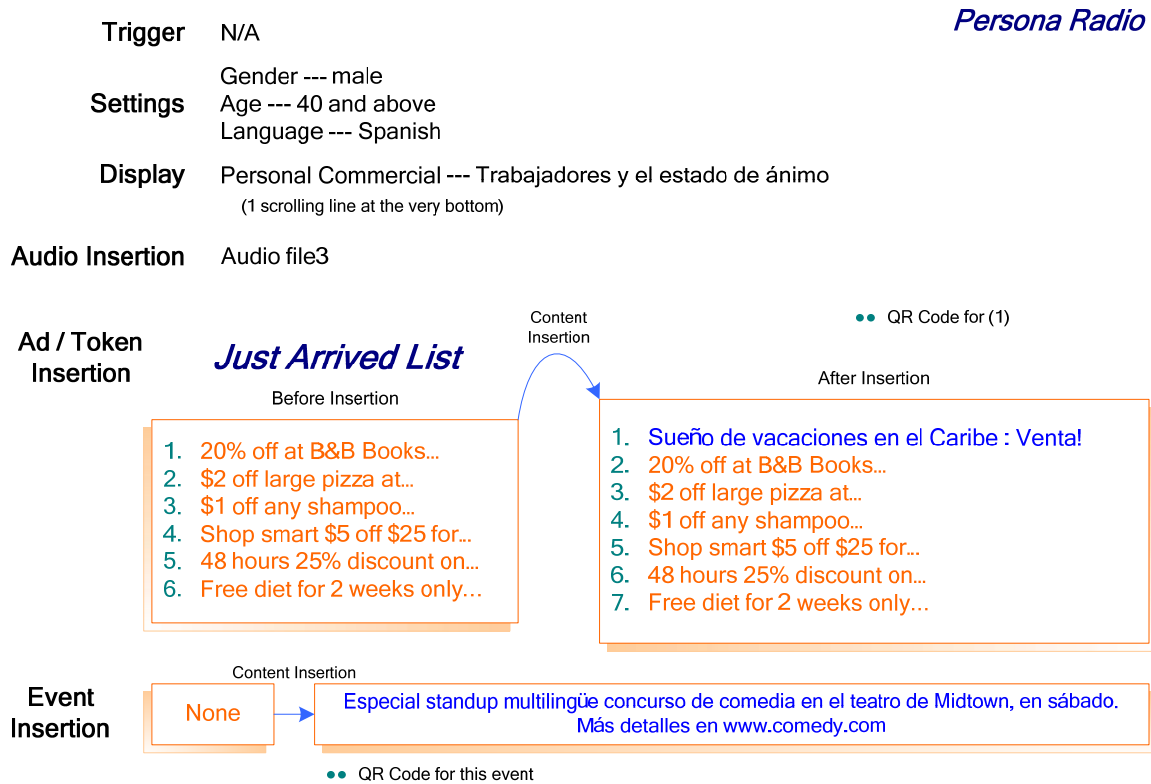 Persona Radio
Trigger N/A
Settings
Gender --- male
Age --- 40 and above
Language --- Spanish
Display Personal Commercial --- Trabajadores y el estado de ánimo
(1 scrolling line at the very bottom)
Audio Insertion Audio file3
Ad / Token
Insertion
Just Arrived List
Before Insertion
1. 20% off at B&B Books...
2. $2 off large pizza at...
3. $1 off any shampoo...
4. Shop smart $5 off $25 for...
5. 48 hours 25% discount on...
6. Free diet for 2 weeks only...
Content
Insertion
QR Code for (1)
After Insertion
1. Sueño de vacaciones en el Caribe : Venta!
2. 20% off at B&B Books...
3. $2 off large pizza at...
4. $1 off any shampoo...
5. Shop smart $5 off $25 for...
6. 48 hours 25% discount on...
7. Free diet for 2 weeks only...
Event
Insertion
Content Insertion
None
Especial standup multilingüe concurso de comedia en el teatro de Midtown, en sábado.
Más detalles en www.comedy.com
QR Code for this event